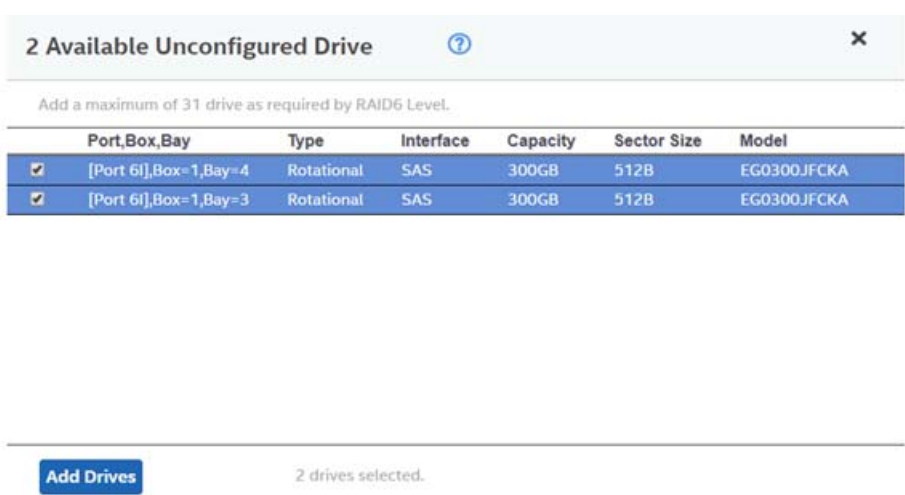 2 Available Unconfigured Drive ?
Add a maximum of 31 drive as required by RAID6 Level.
Port,Box,Bay Type Interface Capacity Sector Size Model
[Port 6I],Box=1,Bay=4 Rotational SAS 300GB 512B EG0300JFCKA
[Port 6I],Box=1,Bay=3 Rotational SAS 300GB 512B EG0300JFCKA
Add Drives 2 drives selected.